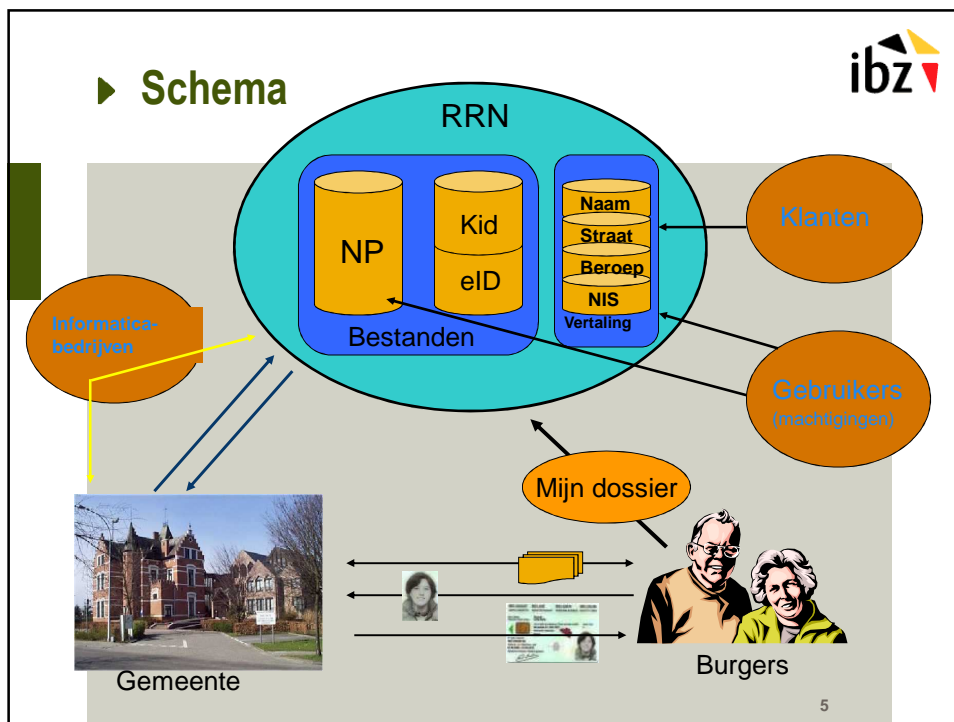 Schema
ibz
RRN
NP
Kid
eID
Bestanden
Naam
Straat
Beroep
NIS
Vertaling
Klanten
Informatica-
bedrijven
Gebruikers
(machtigingen)
Mijn dossier
Gemeente
Burgers
5